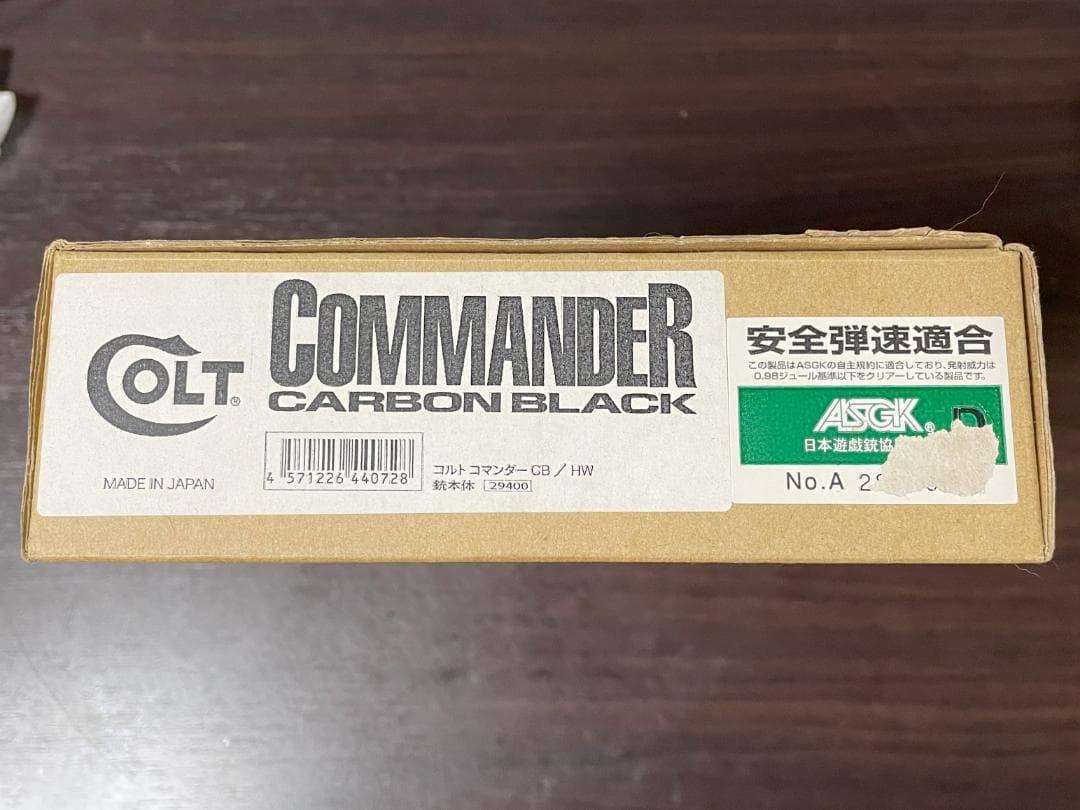 COLT®
COMMANDER
CARBON BLACK
MADE IN JAPAN
4 571226 440728
コルト コマンダー CB／HW
銃本体 29400
安全弾速適合
この製品はASGKの自主規約に適合しており、発射威力は
0.98ジュール基準以下をクリアーしている製品です。
ASGK®
日本遊戯銃協
No.A 2